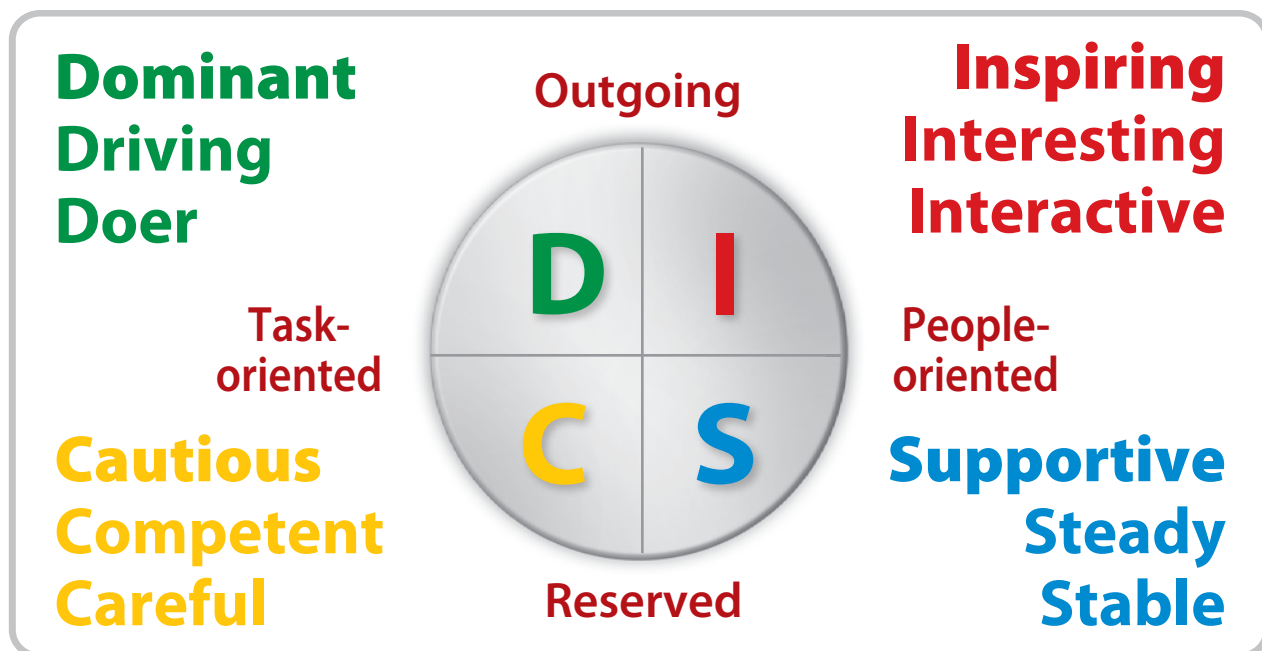 Dominant
Driving
Doer
Outgoing
Inspiring
Interesting
Interactive
D
I
Task-
oriented
People-
oriented
C
S
Cautious
Competent
Careful
Reserved
Supportive
Steady
Stable